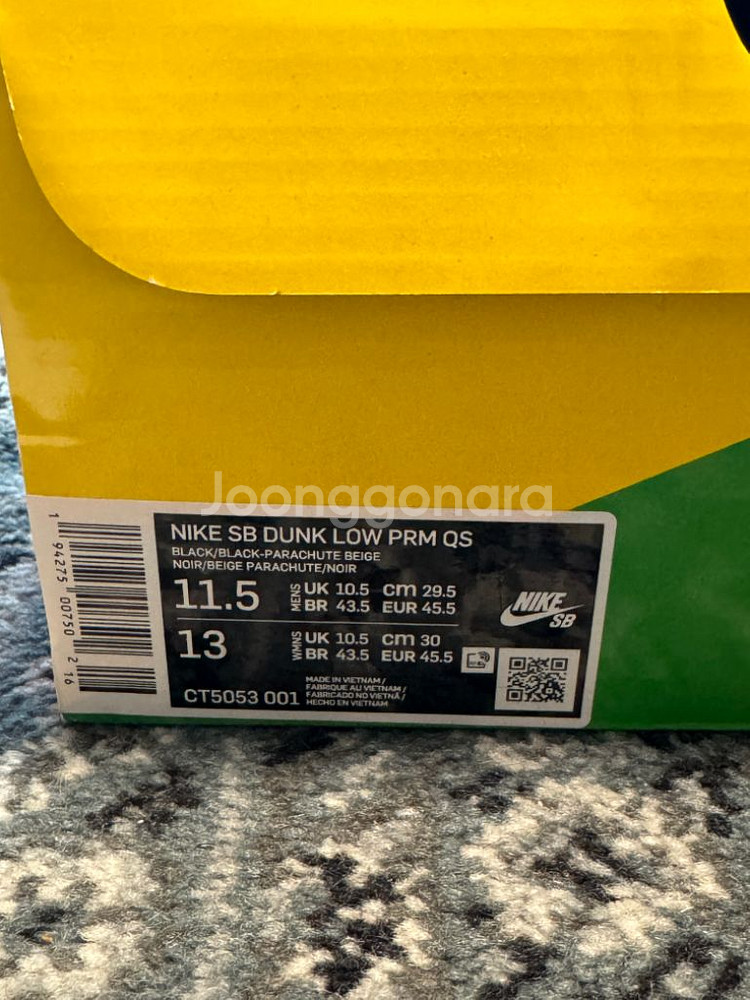 Joonggonara
NIKE SB DUNK LOW PRM QS
BLACK/BLACK-PARACHUTE BEIGE
NOIR/BEIGE PARACHUTE/NOIR
11.5 MENS UK 10.5 cm 29.5
BR 43.5 EUR 45.5
13 WMNS UK 10.5 cm 30
BR 43.5 EUR 45.5
CT5053 001
MADE IN VIETNAM /
FABRIQUE AU VIETNAM /
FABRICADO NO VIETNÃ /
HECHO EN VIETNAM
NIKE
SB
1 94275 00750 2 16